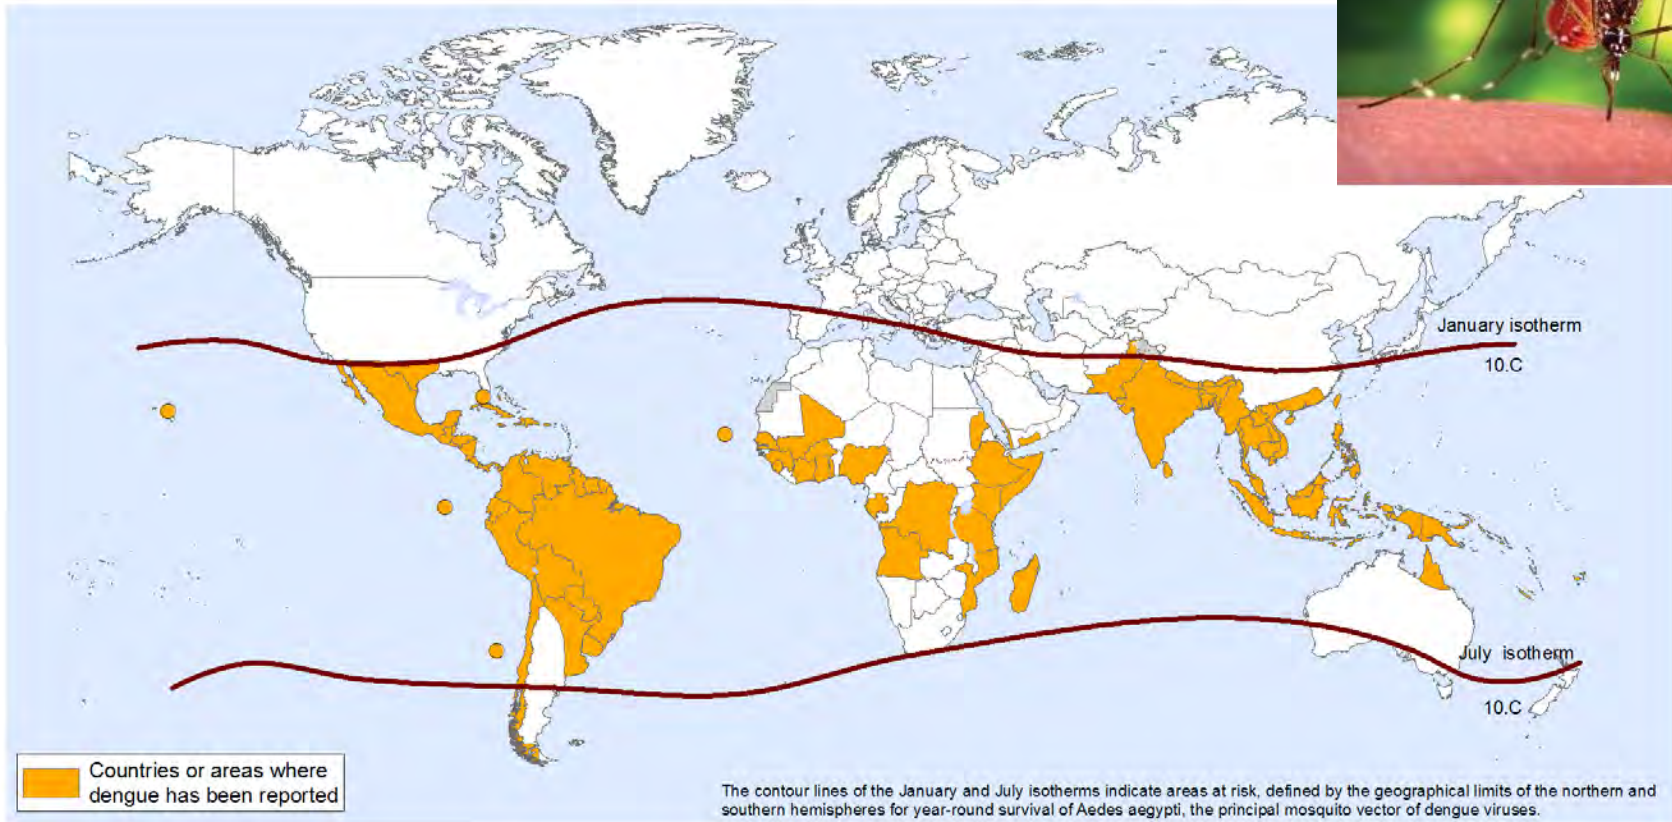 January isotherm
10.C
July isotherm
10.C
Countries or areas where
dengue has been reported
The contour lines of the January and July isotherms indicate areas at risk, defined by the geographical limits of the northern and
southern hemispheres for year-round survival of Aedes aegypti, the principal mosquito vector of dengue viruses.